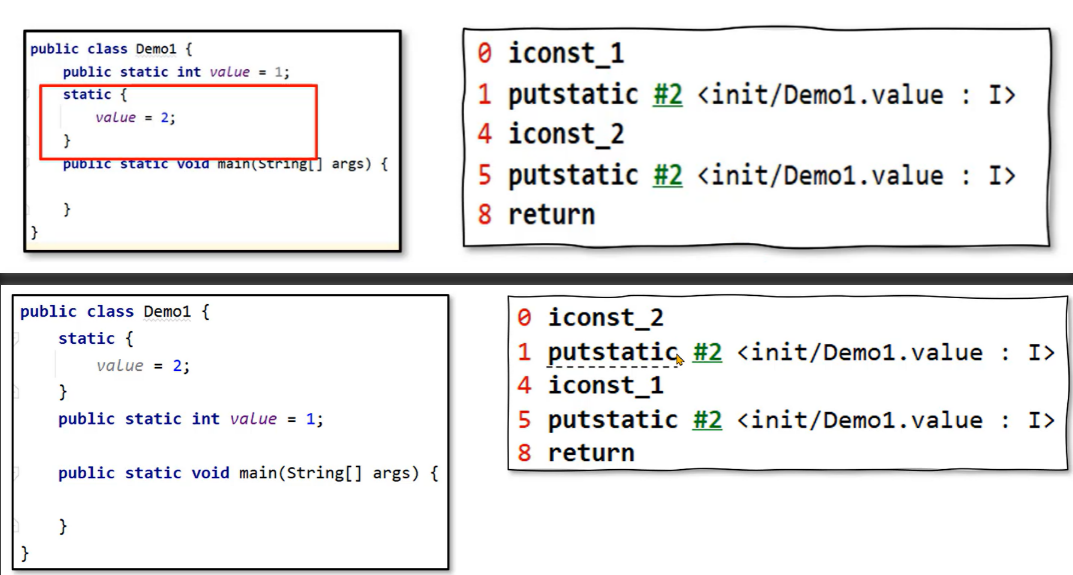 public class Demo1 {
    public static int value = 1;
    static {
        value = 2;
    }
    public static void main(String[] args) {
    }
}
0 iconst_1
1 putstatic #2 <init/Demo1.value : I>
4 iconst_2
5 putstatic #2 <init/Demo1.value : I>
8 return
public class Demo1 {
    static {
        value = 2;
    }
    public static int value = 1;
    public static void main(String[] args) {
    }
}
0 iconst_2
1 putstatic #2 <init/Demo1.value : I>
4 iconst_1
5 putstatic #2 <init/Demo1.value : I>
8 return